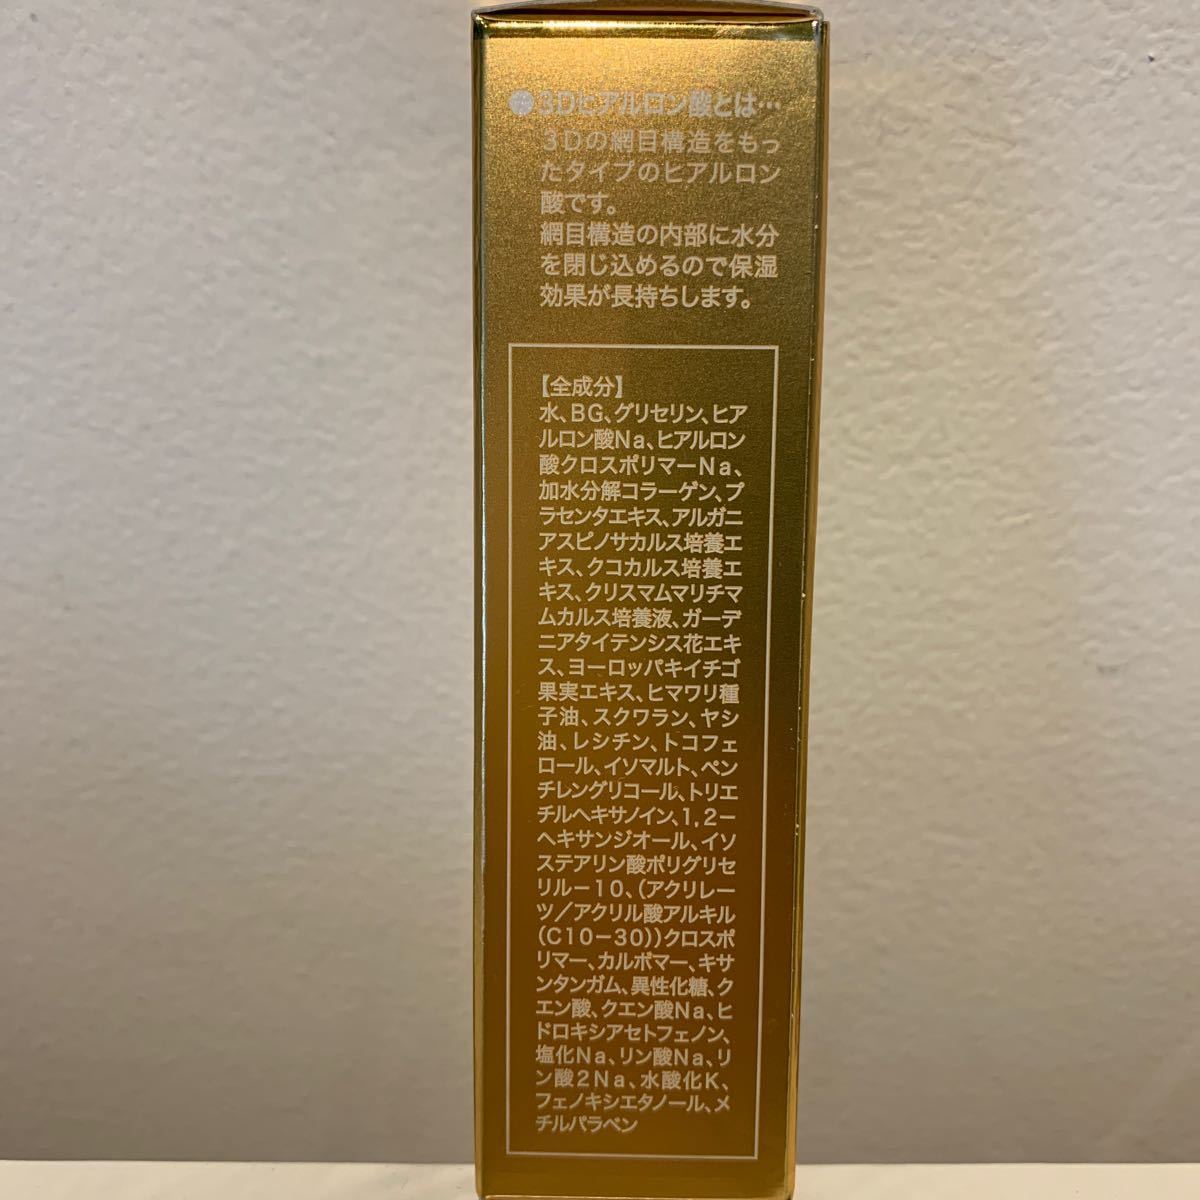 ●3Dヒアルロン酸とは…
3Dの網目構造をもっ
たタイプのヒアルロン
酸です。
網目構造の内部に水分
を閉じ込めるので保湿
効果が長持ちします。
【全成分】
水、BG、グリセリン、ヒア
ルロン酸Na、ヒアルロン
酸クロスポリマーNa、
加水分解コラーゲン、プ
ラセンタエキス、アルガニ
アスピノサカルス培養エ
キス、クコカルス培養エ
キス、クリスマムマリチマ
ムカルス培養液、ガーデ
ニアタイテンシス花エキ
ス、ヨーロッパキイチゴ
果実エキス、ヒマワリ種
子油、スクワラン、ヤシ
油、レシチン、トコフェ
ロール、イソマルト、ペン
チレングリコール、トリエ
チルヘキサノイン、1,2－
ヘキサンジオール、イソ
ステアリン酸ポリグリセ
リル－10、(アクリレー
ツ／アクリル酸アルキル
(C10－30))クロスポ
リマー、カルボマー、キサ
ンタンガム、異性化糖、ク
エン酸、クエン酸Na、ヒ
ドロキシアセトフェノン、
塩化Na、リン酸Na、リ
ン酸2Na、水酸化K、
フェノキシエタノール、メ
チルパラベン